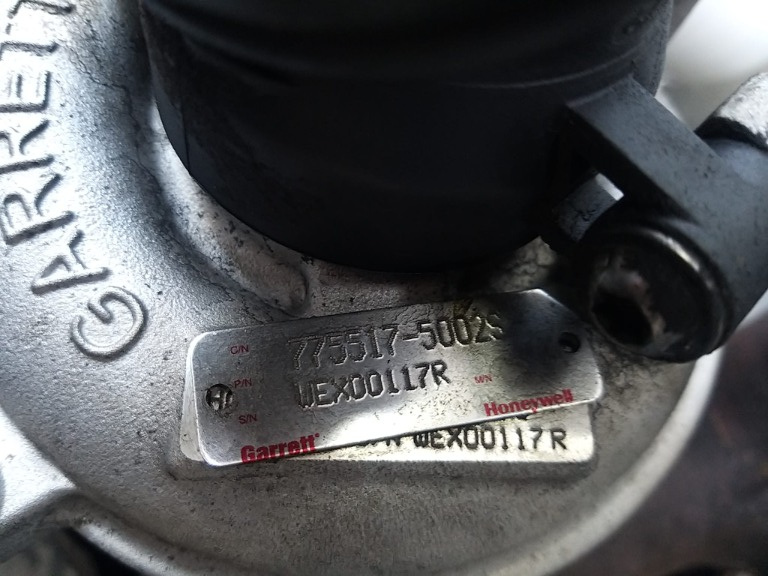 GARRETT
C/N 775517-5002S
P/N WEX00117R M/N
S/N
Garrett Honeywell
WEX00117R